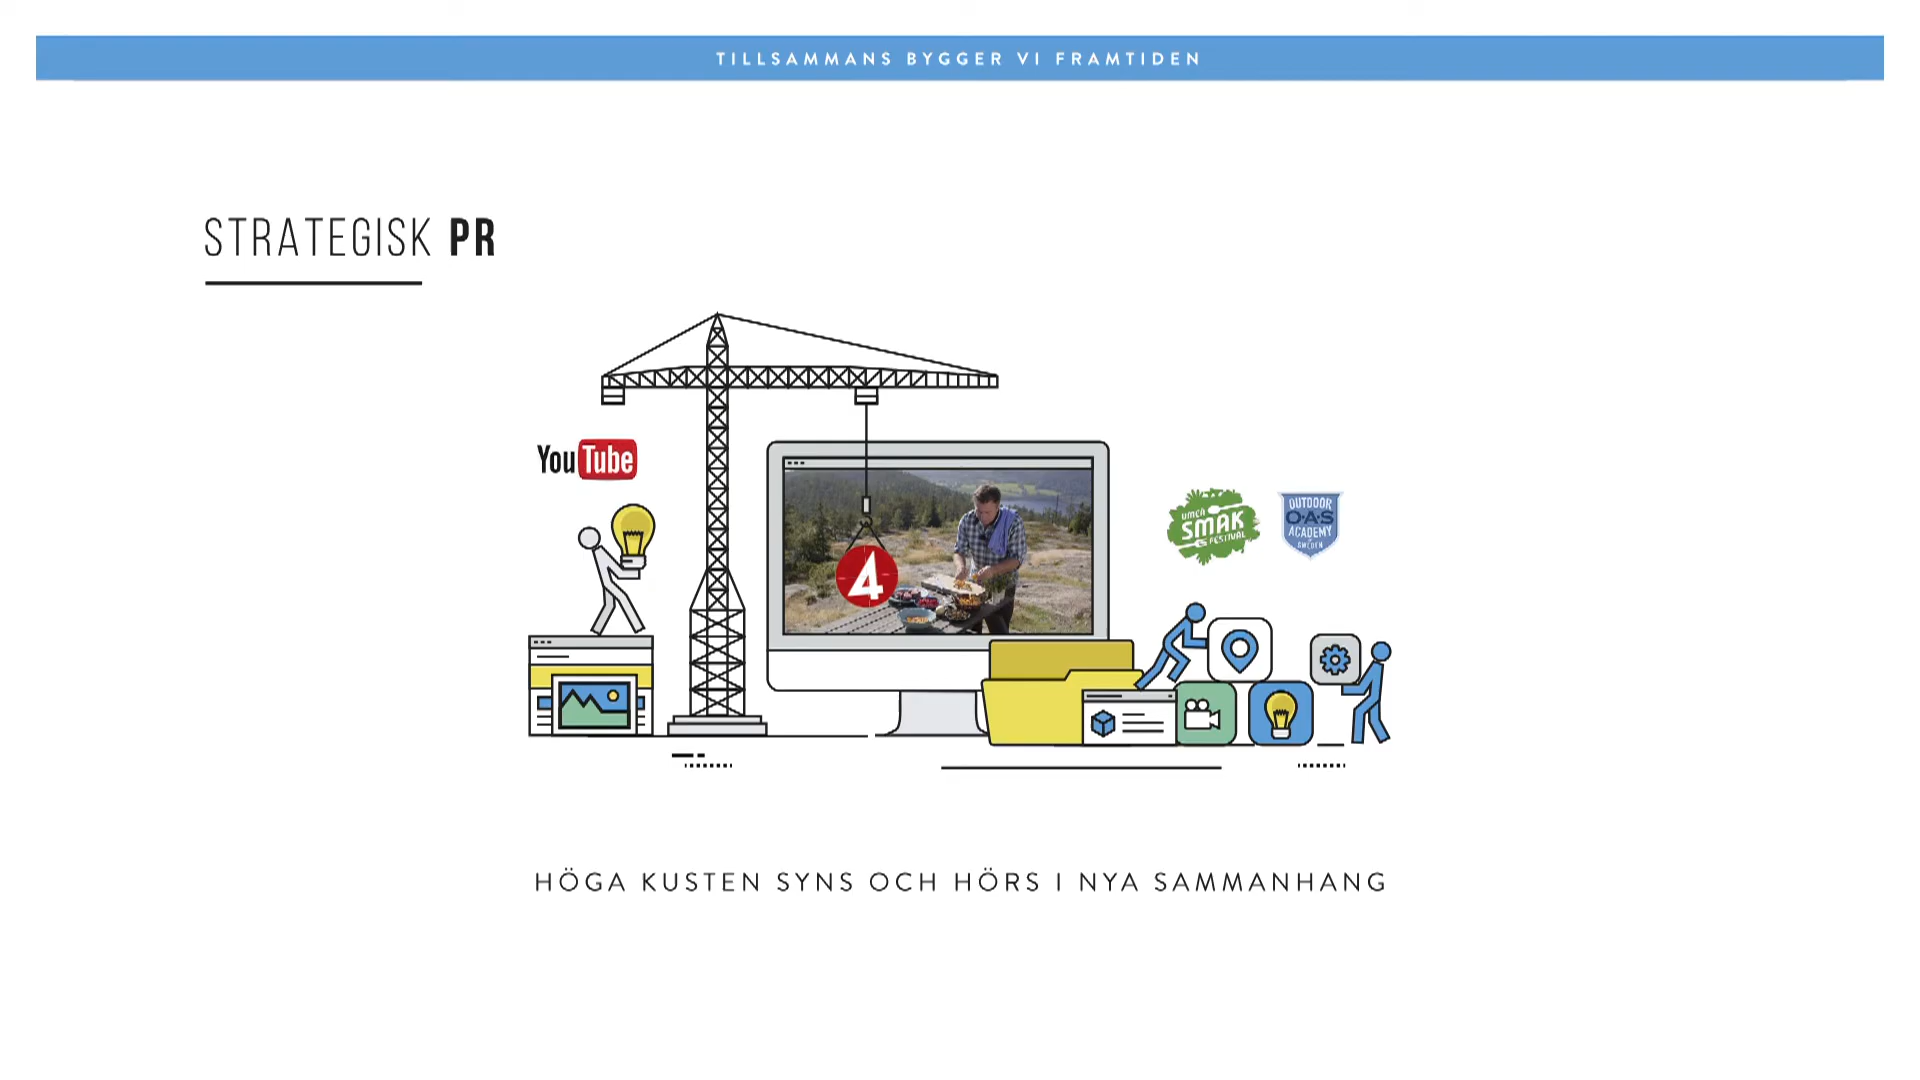 TILLSAMMANS BYGGER VI FRAMTIDEN
STRATEGISK PR
YouTube
4
UMEÅ
SMAK
FESTIVAL
OUTDOOR
O·A·S
ACADEMY
of
SWEDEN
HÖGA KUSTEN SYNS OCH HÖRS I NYA SAMMANHANG